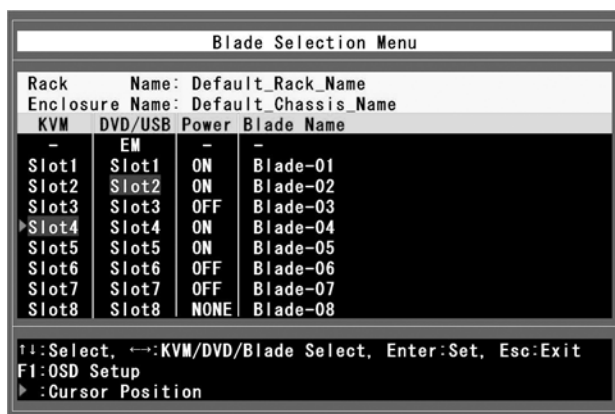 Blade Selection Menu
Rack Name: Default_Rack_Name
Enclosure Name: Default_Chassis_Name
KVM DVD/USB Power Blade Name
– EM – –
Slot1 Slot1 ON Blade-01
Slot2 Slot2 ON Blade-02
Slot3 Slot3 OFF Blade-03
▶Slot4 Slot4 ON Blade-04
Slot5 Slot5 ON Blade-05
Slot6 Slot6 OFF Blade-06
Slot7 Slot7 OFF Blade-07
Slot8 Slot8 NONE Blade-08
↑↓:Select, ←→:KVM/DVD/Blade Select, Enter:Set, Esc:Exit
F1:OSD Setup
▶ :Cursor Position